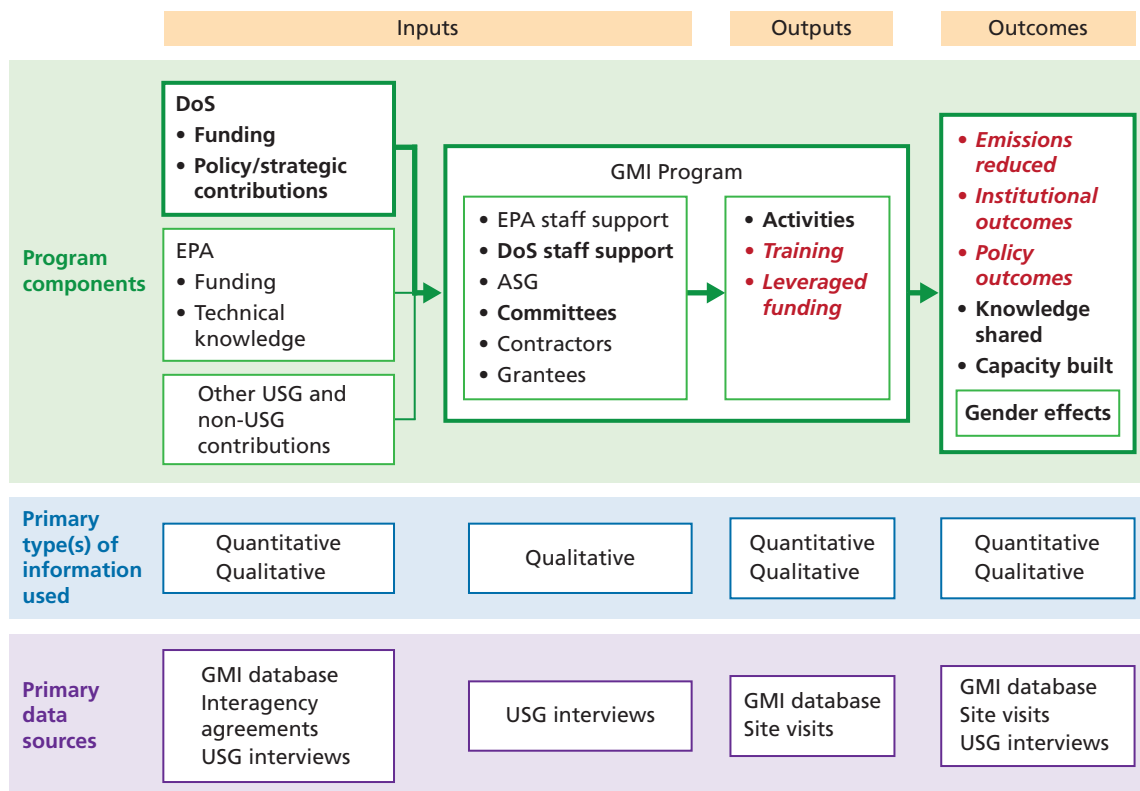 Inputs
Outputs
Outcomes
Program
components
DoS
• Funding
• Policy/strategic
contributions
EPA
• Funding
• Technical
knowledge
Other USG and
non-USG
contributions
GMI Program
• EPA staff support
• DoS staff support
• ASG
• Committees
• Contractors
• Grantees
• Activities
• Training
• Leveraged
funding
• Emissions
reduced
• Institutional
outcomes
• Policy
outcomes
• Knowledge
shared
• Capacity built
Gender effects
Primary
type(s) of
information
used
Quantitative
Qualitative
Qualitative
Quantitative
Qualitative
Quantitative
Qualitative
Primary
data
sources
GMI database
Interagency
agreements
USG interviews
USG interviews
GMI database
Site visits
GMI database
Site visits
USG interviews